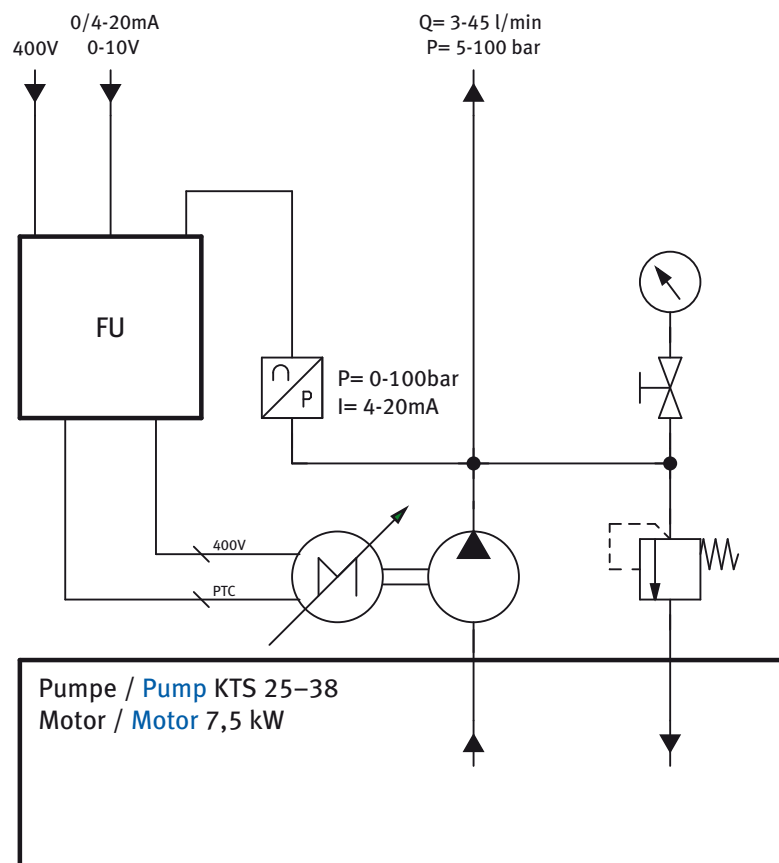 0/4-20mA
400V
0-10V
Q= 3-45 l/min
P= 5-100 bar
FU
P
P= 0-100bar
I= 4-20mA
400V
M
PTC
Pumpe / Pump KTS 25–38
Motor / Motor 7,5 kW